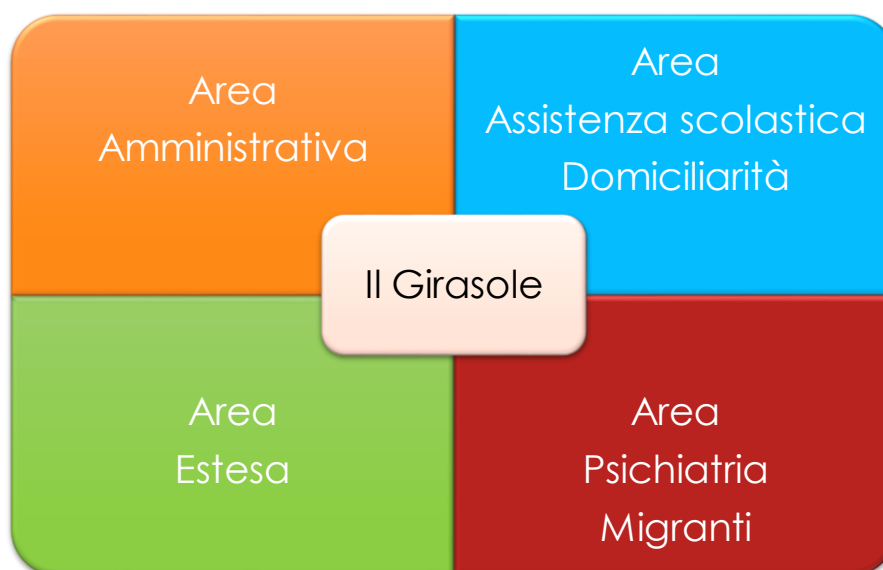 Area
Amministrativa
Area
Assistenza scolastica
Domiciliarità
Il Girasole
Area
Estesa
Area
Psichiatria
Migranti